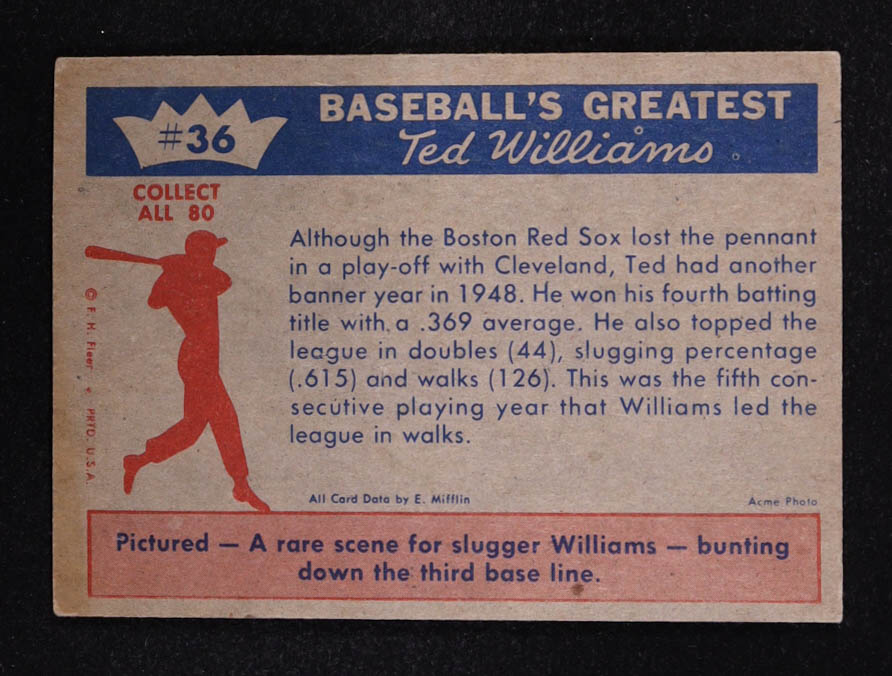 #36
BASEBALL'S GREATEST
Ted Williams
COLLECT
ALL 80
Although the Boston Red Sox lost the pennant
in a play-off with Cleveland, Ted had another
banner year in 1948. He won his fourth batting
title with a .369 average. He also topped the
league in doubles (44), slugging percentage
(.615) and walks (126). This was the fifth con-
secutive playing year that Williams led the
league in walks.
© F. H. Fleer • PRTD. U.S.A.
All Card Data by E. Mifflin
Acme Photo
Pictured — A rare scene for slugger Williams — bunting
down the third base line.